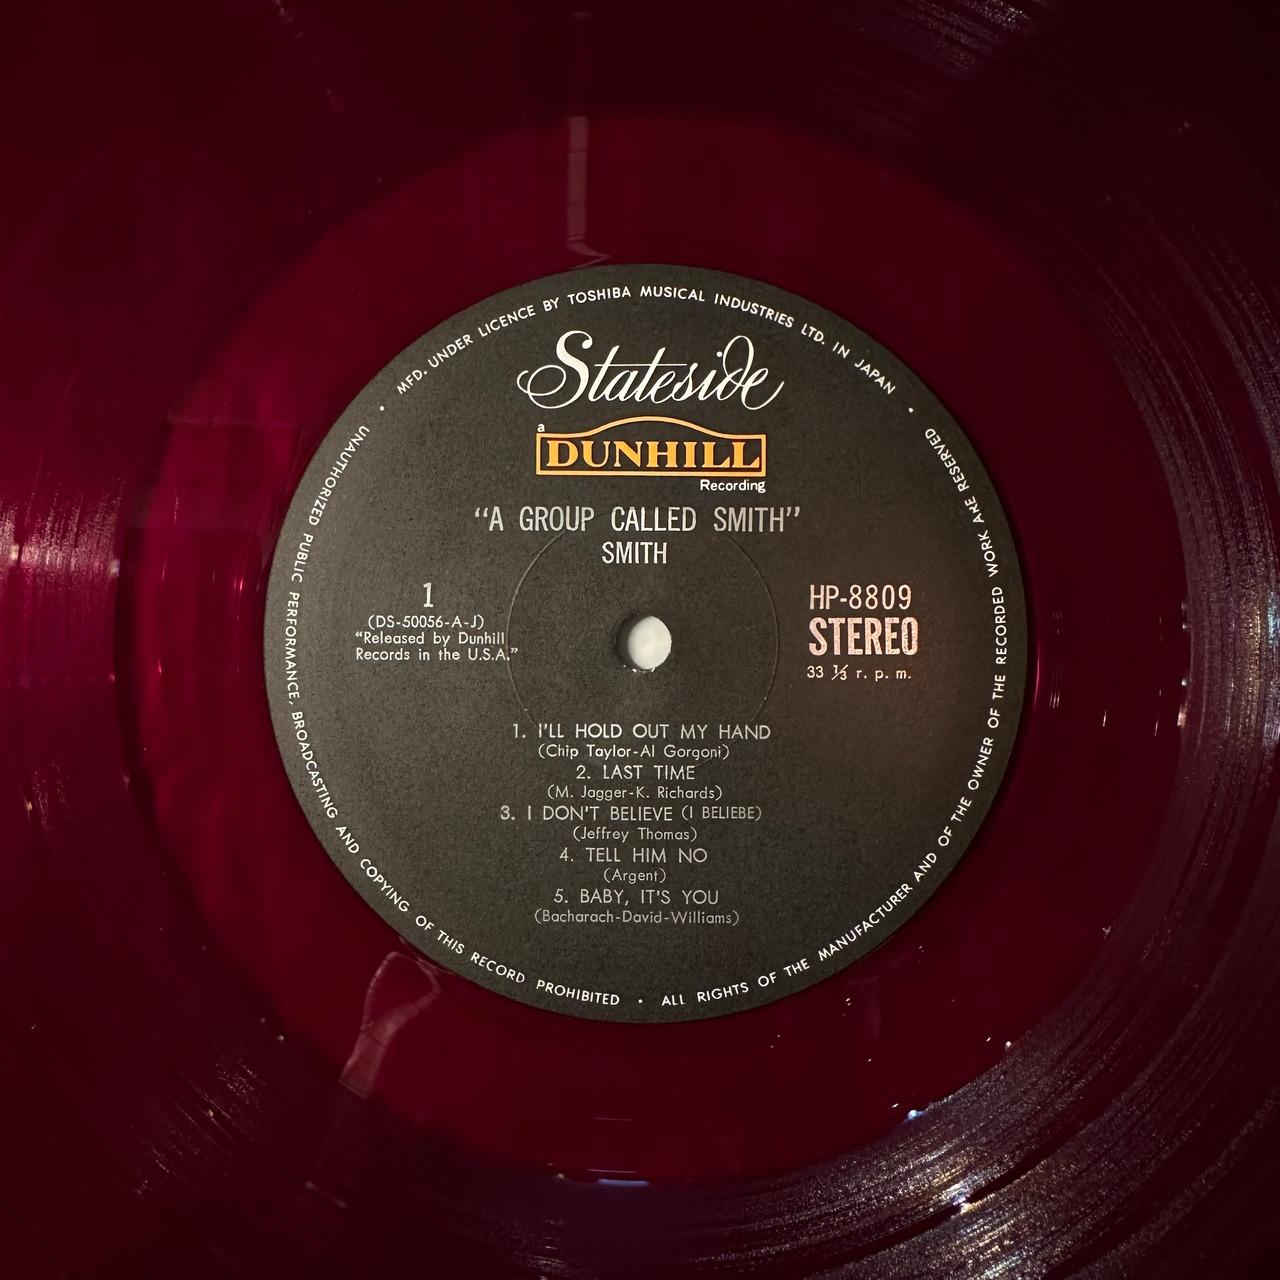 MFD. UNDER LICENCE BY TOSHIBA MUSICAL INDUSTRIES LTD. IN JAPAN
Stateside
a
DUNHILL
Recording
“A GROUP CALLED SMITH”
SMITH
1
(DS-50056-A-J)
“Released by Dunhill
Records in the U.S.A.”
HP-8809
STEREO
33 ⅓ r. p. m.
1. I'LL HOLD OUT MY HAND
(Chip Taylor-Al Gorgoni)
2. LAST TIME
(M. Jagger-K. Richards)
3. I DON'T BELIEVE (I BELIEBE)
(Jeffrey Thomas)
4. TELL HIM NO
(Argent)
5. BABY, IT'S YOU
(Bacharach-David-Williams)
UNAUTHORIZED PUBLIC PERFORMANCE, BROADCASTING AND COPYING OF THIS RECORD PROHIBITED • ALL RIGHTS OF THE MANUFACTURER AND OF THE OWNER OF THE RECORDED WORK ARE RESERVED